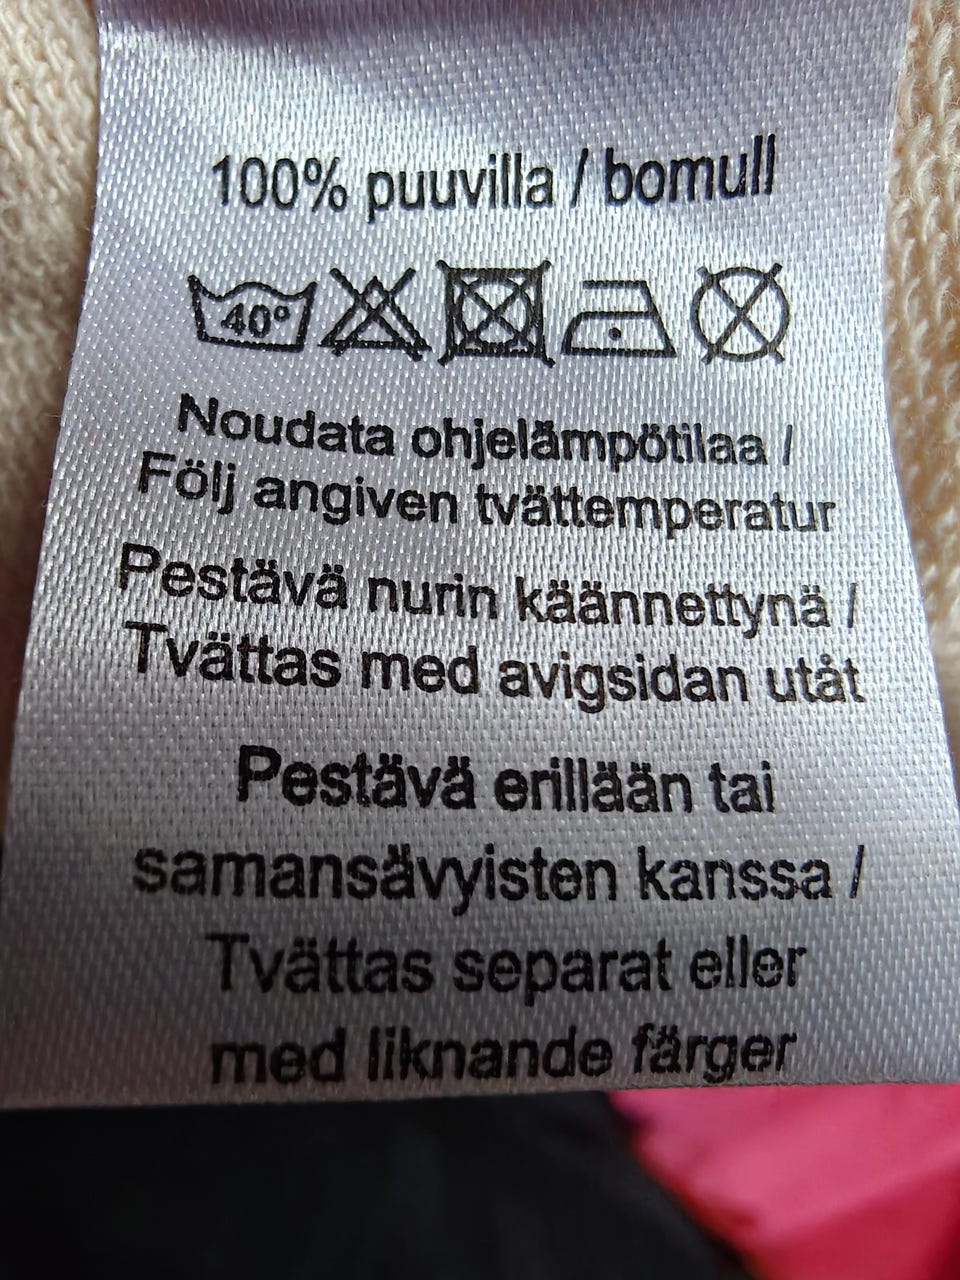 100% puuvilla / bomull
40°
Noudata ohjelämpötilaa /
Följ angiven tvättemperatur
Pestävä nurin käännettynä /
Tvättas med avigsidan utåt
Pestävä erillään tai
samansävyisten kanssa /
Tvättas separat eller
med liknande färger